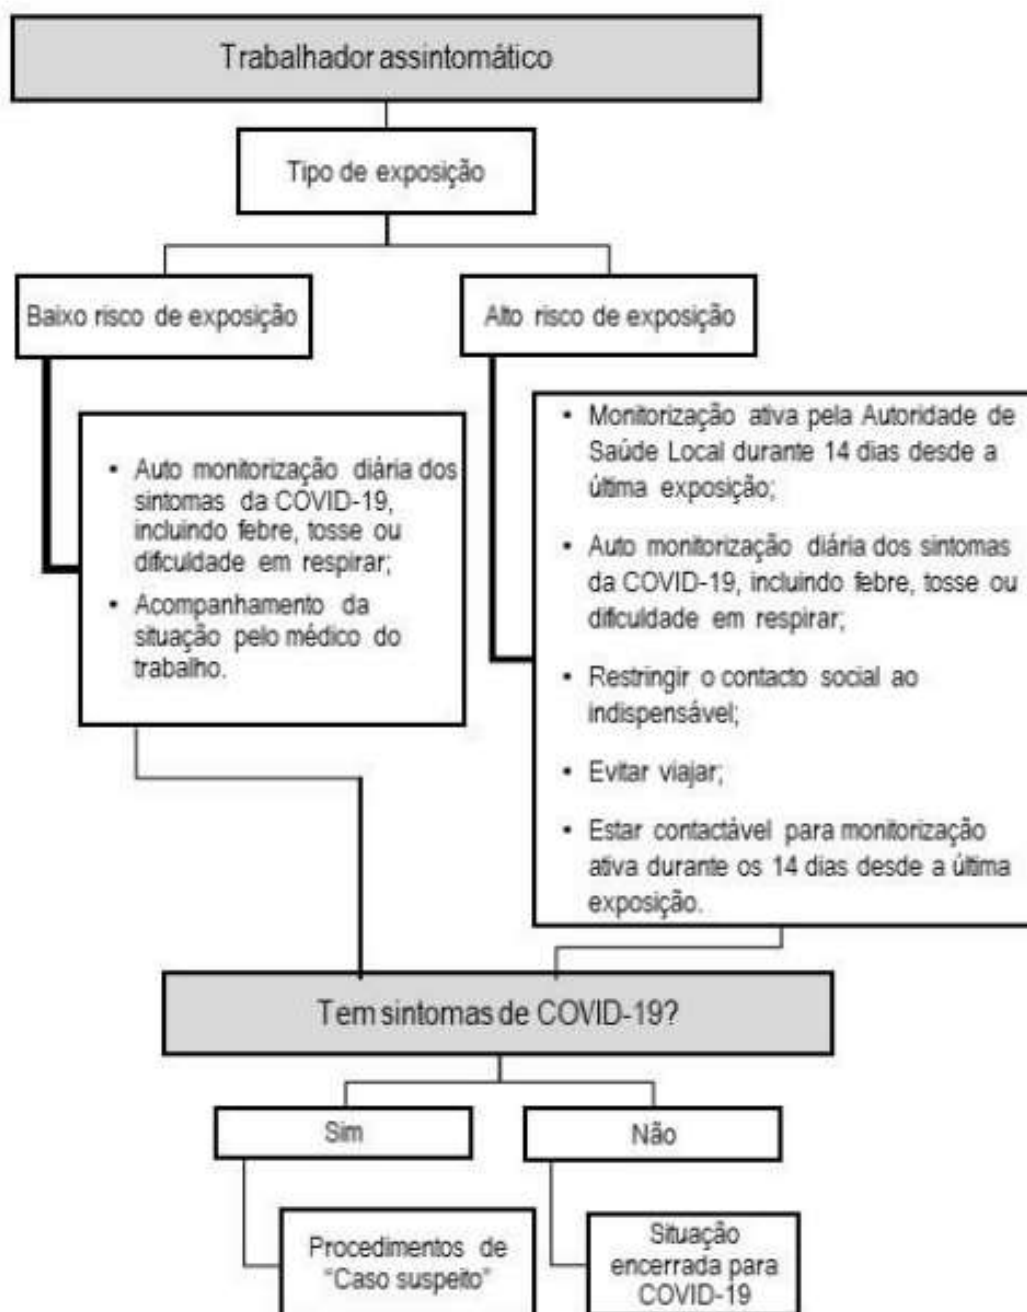 Trabalhador assintomático
Tipo de exposição
Baixo risco de exposição
Alto risco de exposição
• Auto monitorização diária dos
sintomas da COVID-19,
incluindo febre, tosse ou
dificuldade em respirar;
• Acompanhamento da
situação pelo médico do
trabalho.
• Monitorização ativa pela Autoridade de
Saúde Local durante 14 dias desde a
última exposição;
• Auto monitorização diária dos sintomas
da COVID-19, incluindo febre, tosse ou
dificuldade em respirar;
• Restringir o contacto social ao
indispensável;
• Evitar viajar;
• Estar contactável para monitorização
ativa durante os 14 dias desde a última
exposição.
Tem sintomas de COVID-19?
Sim
Não
Procedimentos de
"Caso suspeito"
Situação
encerrada para
COVID-19